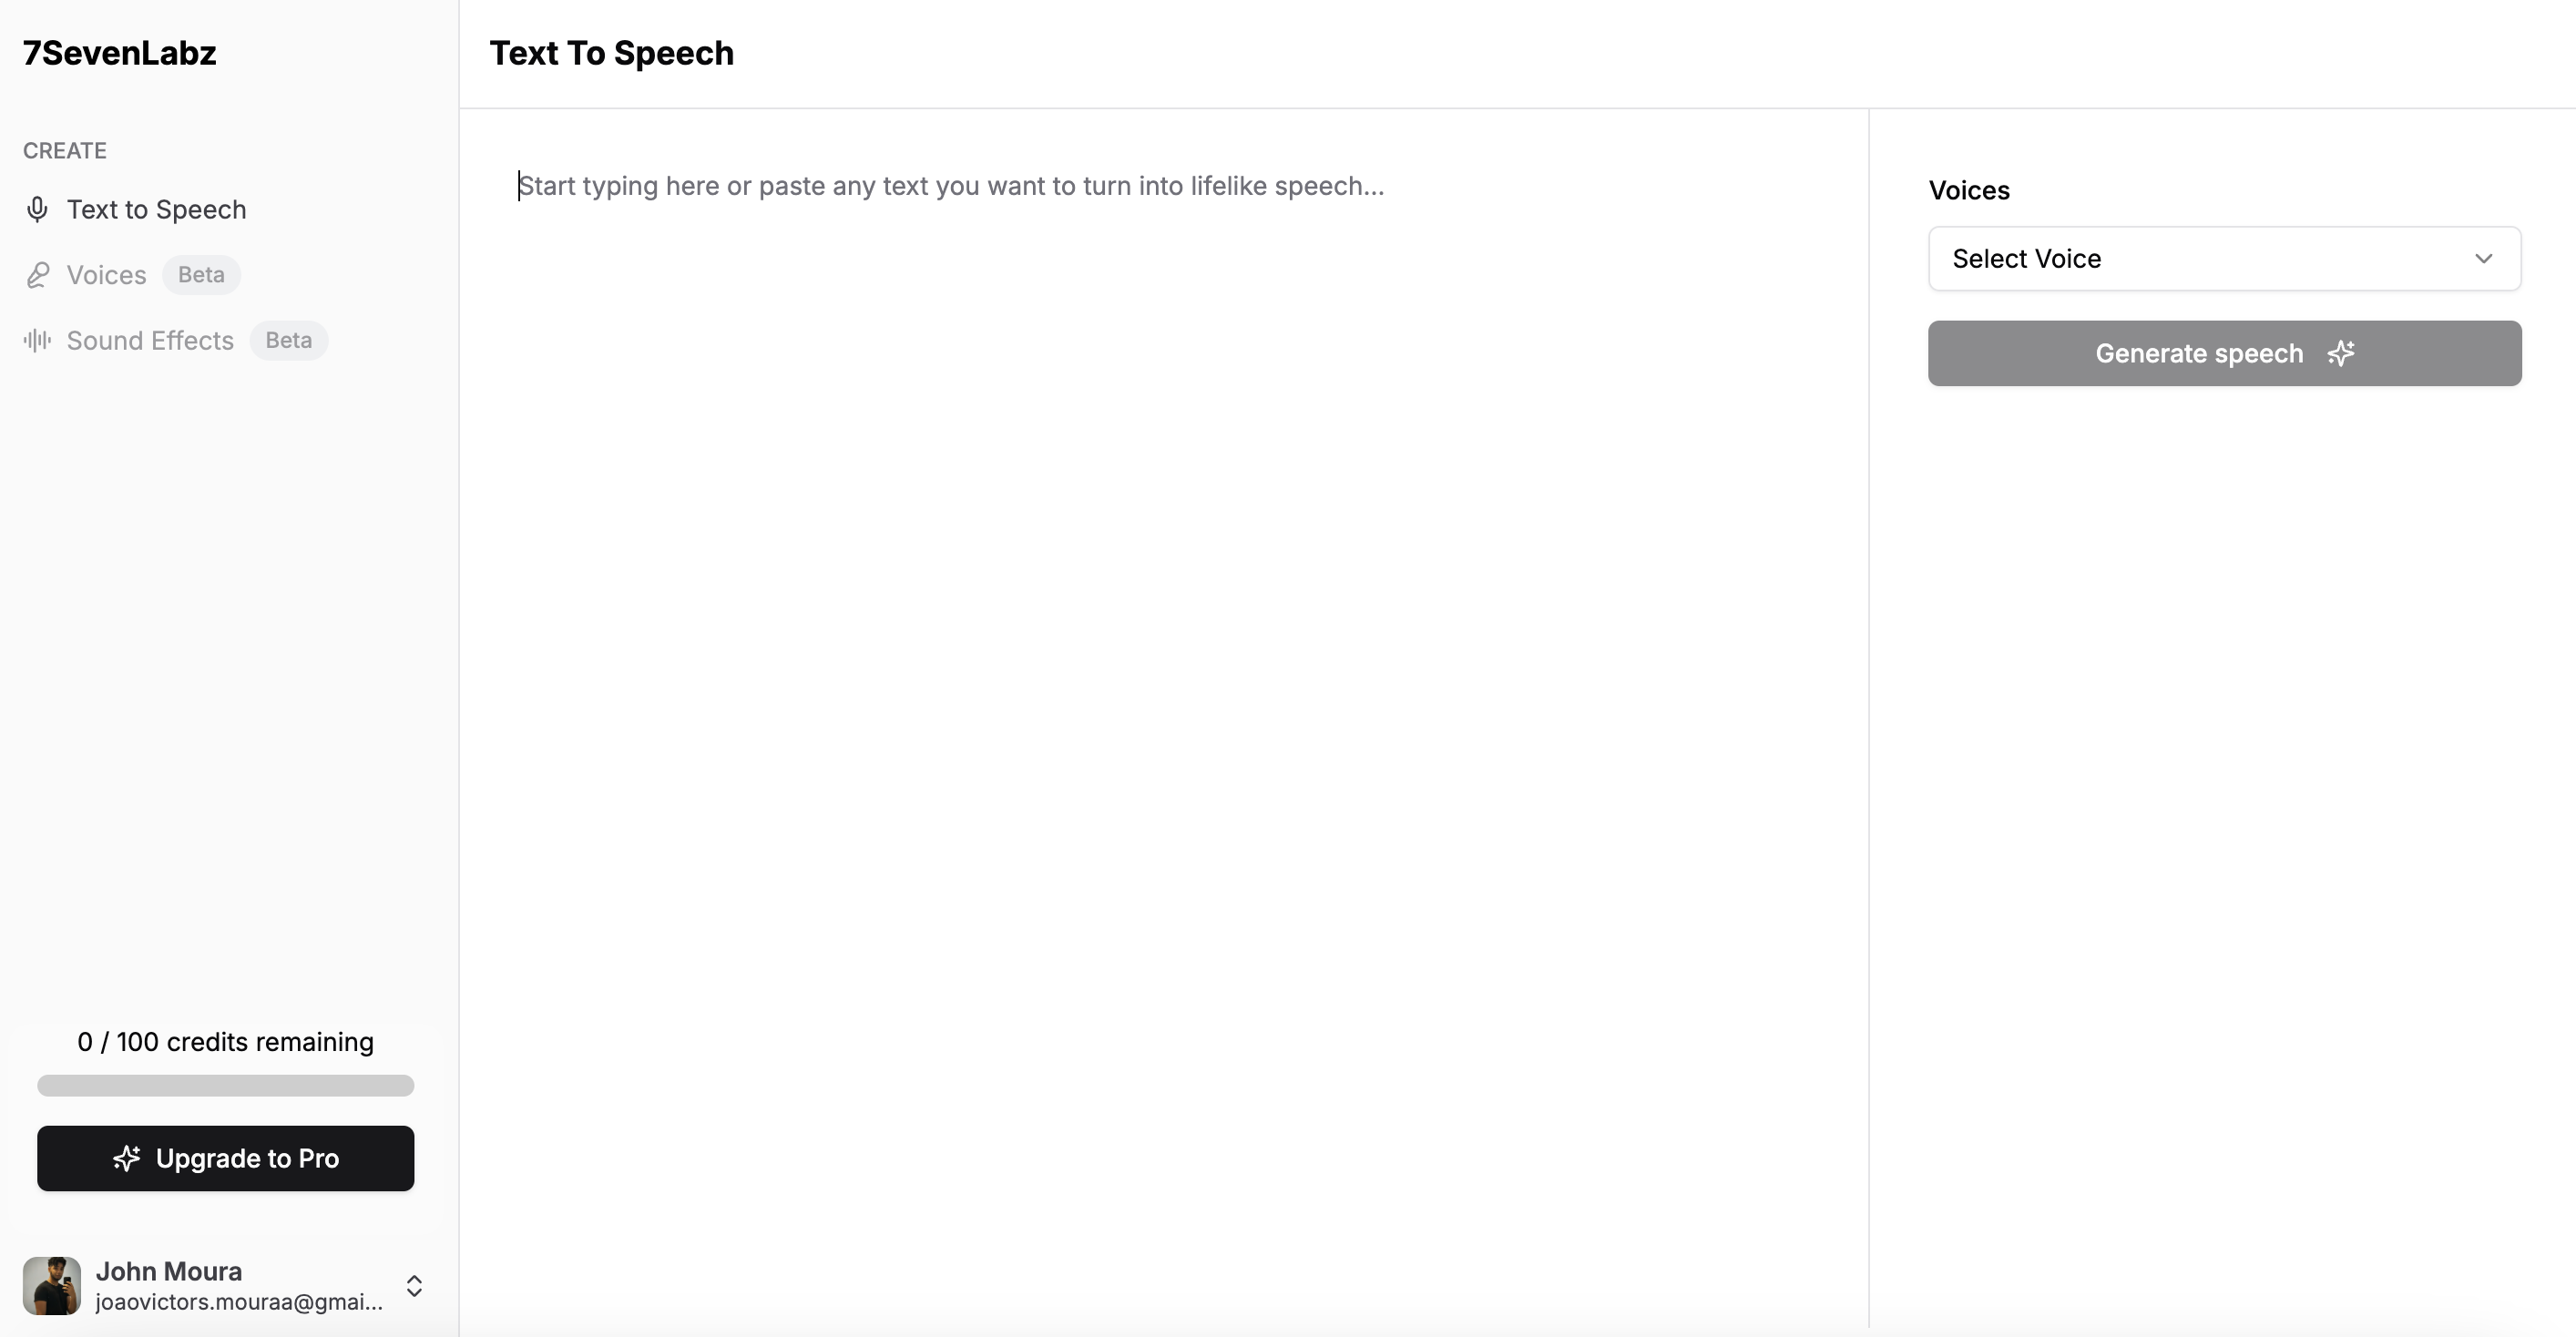 7SevenLabz
CREATE
Text to Speech
Voices Beta
Sound Effects Beta
0 / 100 credits remaining
Upgrade to Pro
John Moura
joaovictors.mouraa@gmai...
Text To Speech
Start typing here or paste any text you want to turn into lifelike speech...
Voices
Select Voice
Generate speech